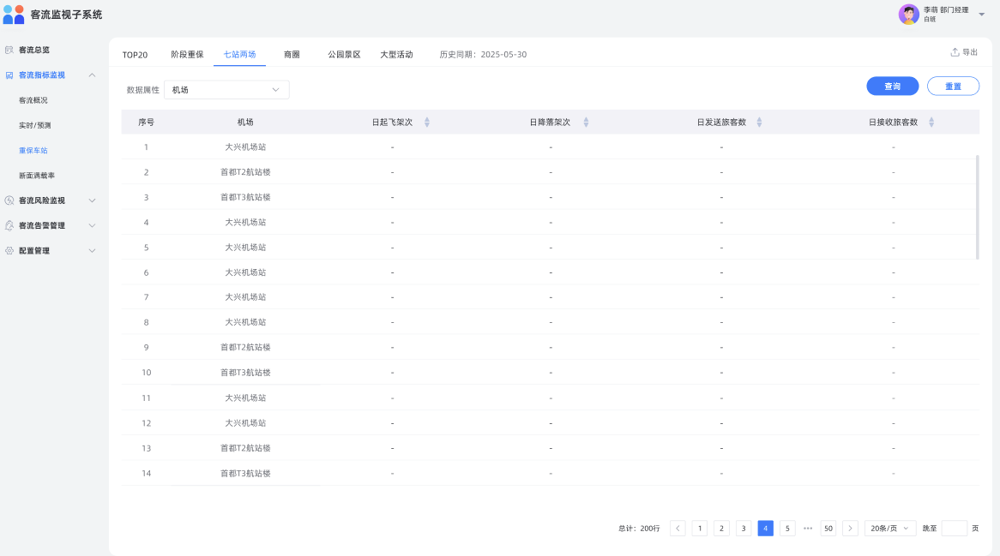 客流监视子系统
李萌 部门经理
白班
客流总览
客流指标监视
客流概况
实时/预测
重保车站
断面满载率
客流风险监视
客流告警管理
配置管理
TOP20 阶段重保 七站两场 商圈 公园景区 大型活动 历史同期：2025-05-30 导出
数据属性 机场 查询 重置
序号 机场 日起飞架次 日降落架次 日发送旅客数 日接收旅客数
1 大兴机场站 - - - -
2 首都T2航站楼 - - - -
3 首都T3航站楼 - - - -
4 大兴机场站 - - - -
5 大兴机场站 - - - -
6 大兴机场站 - - - -
7 大兴机场站 - - - -
8 大兴机场站 - - - -
9 首都T2航站楼 - - - -
10 首都T3航站楼 - - - -
11 大兴机场站 - - - -
12 大兴机场站 - - - -
13 首都T2航站楼 - - - -
14 首都T3航站楼 - - - -
总计：200行 < 1 2 3 4 5 ••• 50 > 20条/页 跳至 页